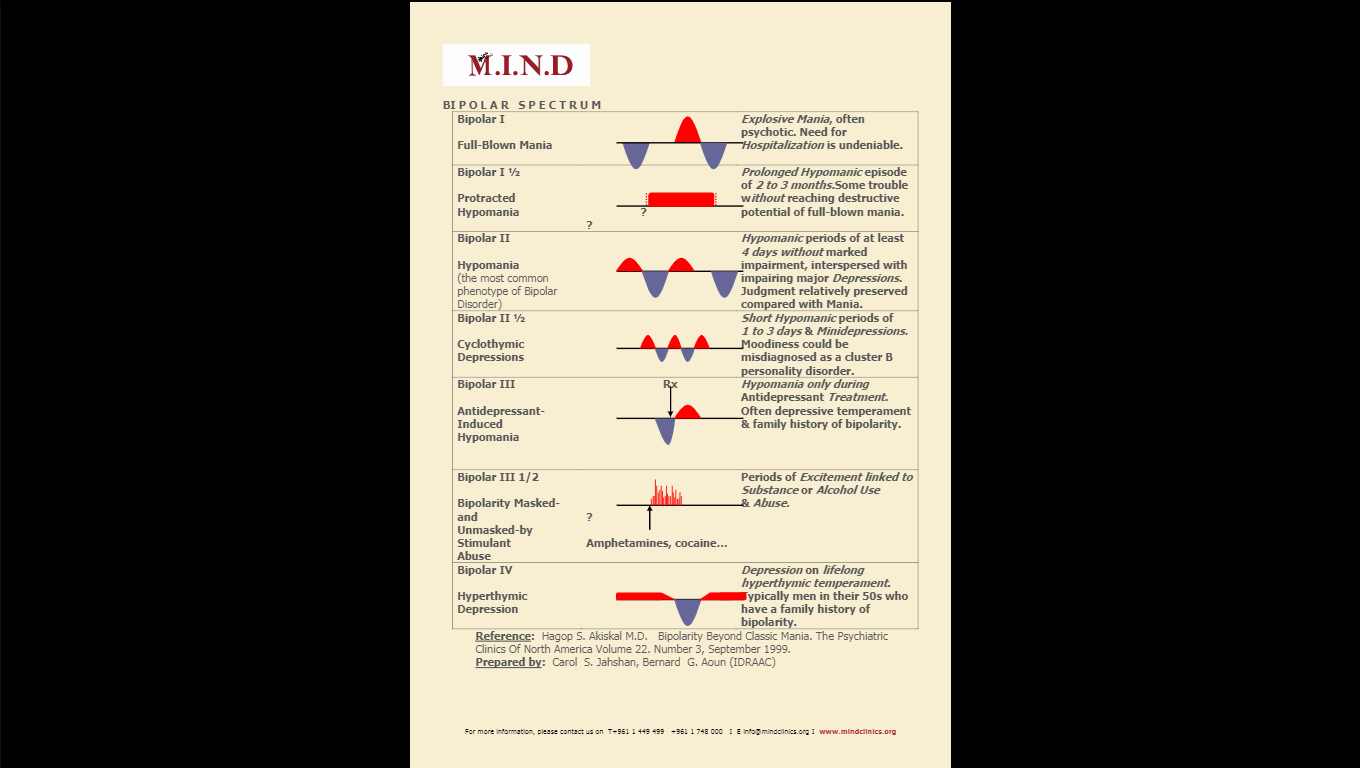 M.I.N.D
BIPOLAR SPECTRUM
Bipolar I
Full-Blown Mania
Explosive Mania, often
psychotic. Need for
Hospitalization is undeniable.
Bipolar I ½
Protracted
Hypomania
?
?
Prolonged Hypomanic episode
of 2 to 3 months.Some trouble
without reaching destructive
potential of full-blown mania.
Bipolar II
Hypomania
(the most common
phenotype of Bipolar
Disorder)
Hypomanic periods of at least
4 days without marked
impairment, interspersed with
impairing major Depressions.
Judgment relatively preserved
compared with Mania.
Bipolar II ½
Cyclothymic
Depressions
Short Hypomanic periods of
1 to 3 days & Minidepressions.
Moodiness could be
misdiagnosed as a cluster B
personality disorder.
Bipolar III
Antidepressant-
Induced
Hypomania
Rx
Hypomania only during
Antidepressant Treatment.
Often depressive temperament
& family history of bipolarity.
Bipolar III 1/2
Bipolarity Masked-
and
Unmasked-by
Stimulant
Abuse
?
Amphetamines, cocaine...
Periods of Excitement linked to
Substance or Alcohol Use
& Abuse.
Bipolar IV
Hyperthymic
Depression
Depression on lifelong
hyperthymic temperament.
Typically men in their 50s who
have a family history of
bipolarity.
Reference: Hagop S. Akiskal M.D. Bipolarity Beyond Classic Mania. The Psychiatric
Clinics Of North America Volume 22. Number 3, September 1999.
Prepared by: Carol S. Jahshan, Bernard G. Aoun (IDRAAC)
For more information, please contact us on T+961 1 449 499 +961 1 748 000 I E info@mindclinics.org I www.mindclinics.org